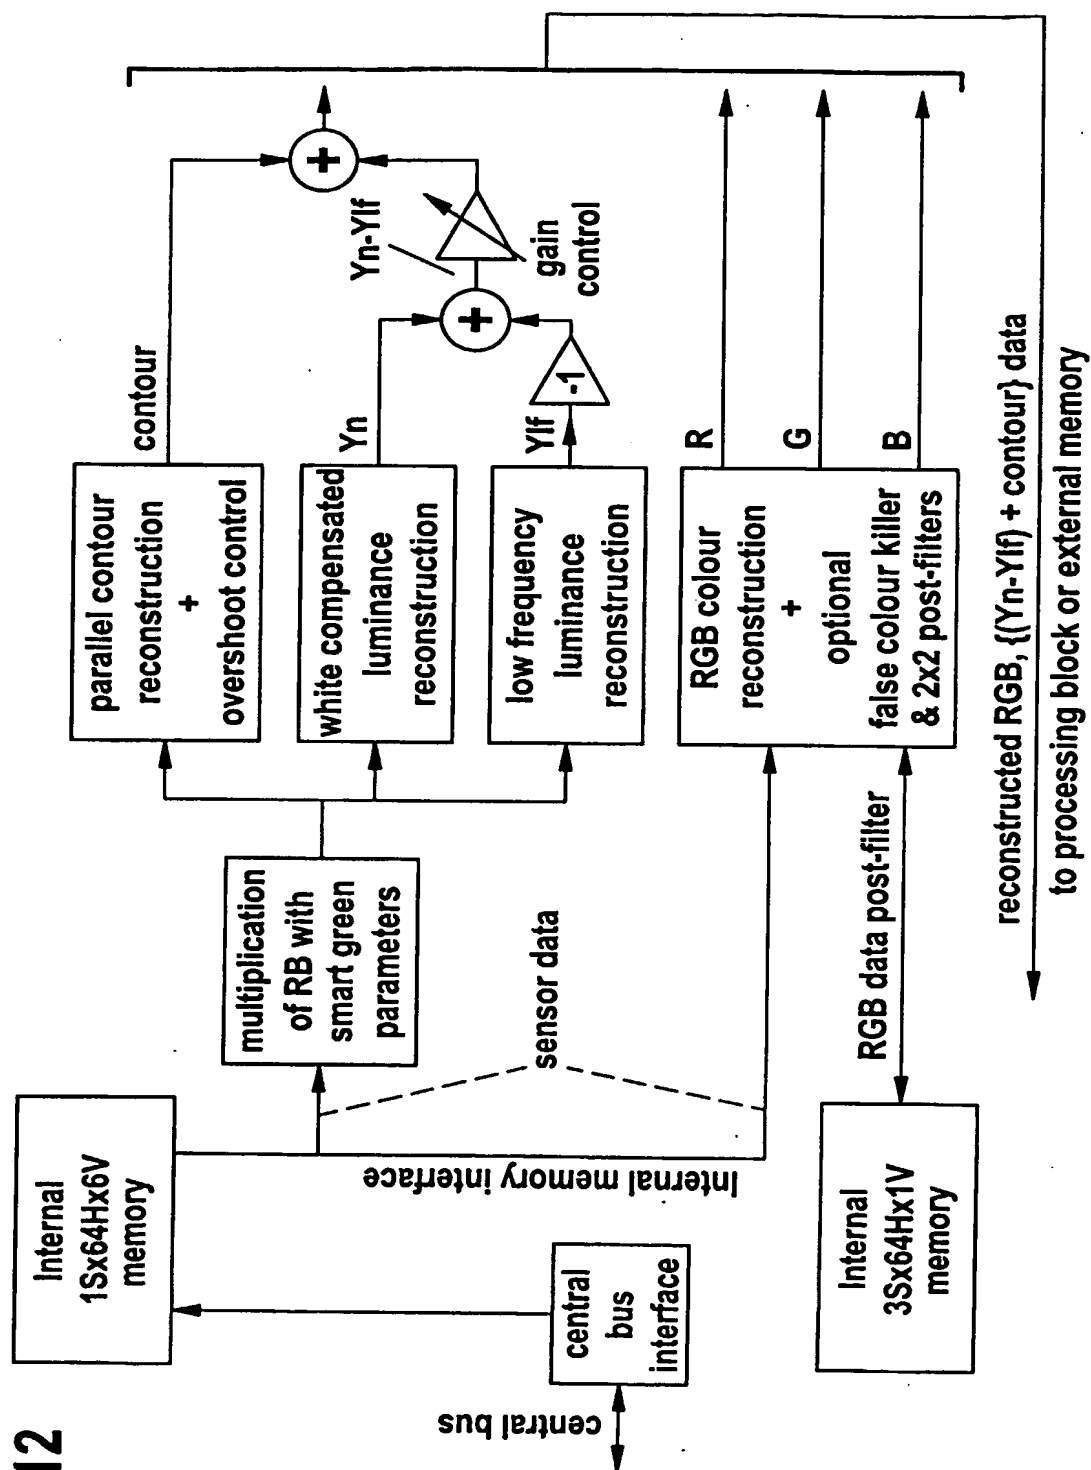 12
central bus
central
bus
interface
Internal
1Sx64Hx6V
memory
Internal memory interface
sensor data
multiplication
of RB with
smart green
parameters
parallel contour
reconstruction
+
overshoot control
contour
white compensated
luminance
reconstruction
Yn
low frequency
luminance
reconstruction
Ylf
-1
+
Yn-Ylf
gain
control
+
RGB colour
reconstruction
+
optional
false colour killer
& 2x2 post-filters
R
G
B
Internal
3Sx64Hx1V
memory
RGB data post-filter
reconstructed RGB, {(Yn-Ylf) + contour} data
to processing block or external memory